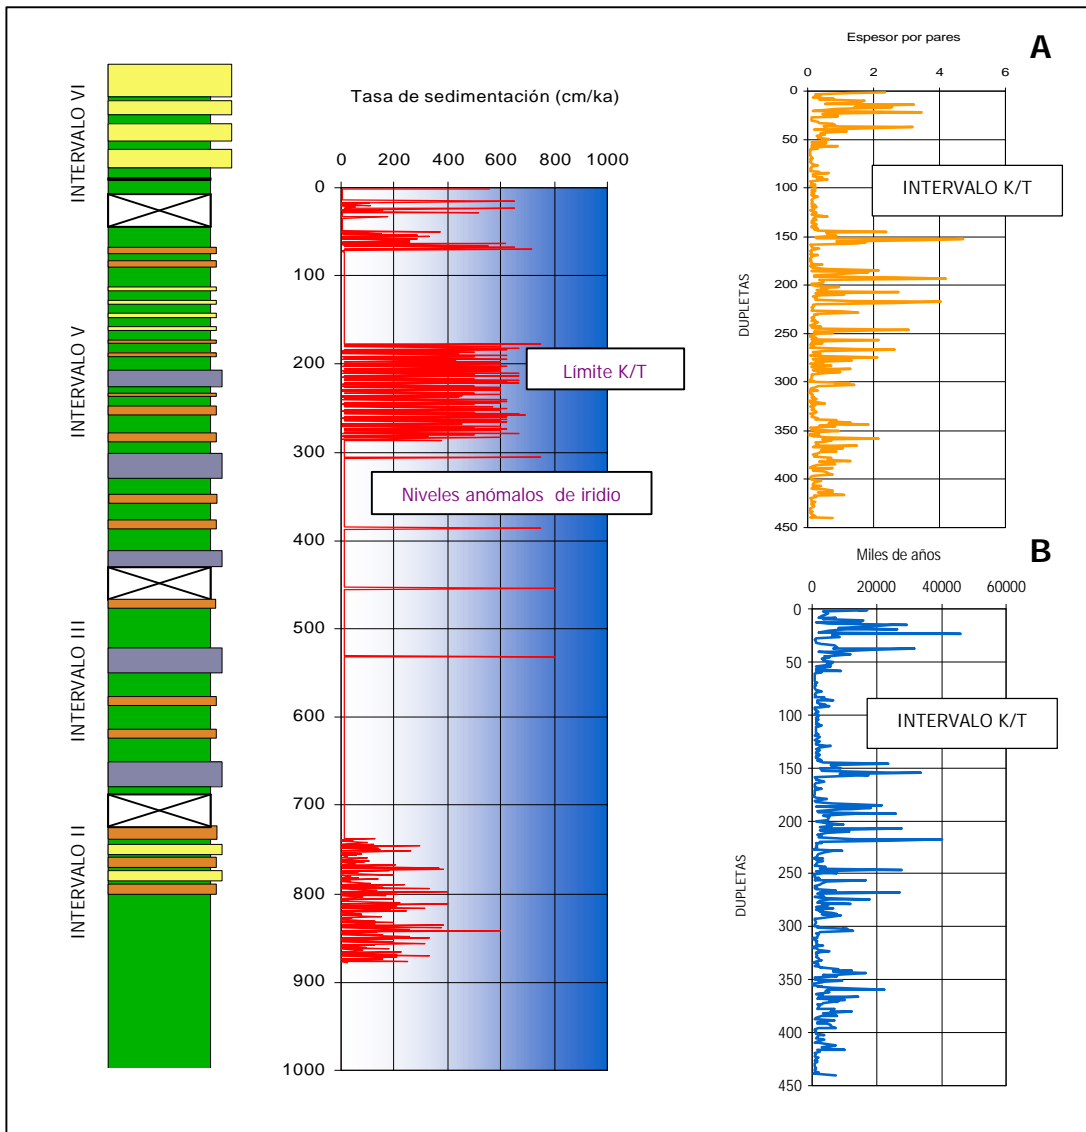 INTERVALO VI
INTERVALO V
INTERVALO III
INTERVALO II
Tasa de sedimentación (cm/ka)
0 200 400 600 800 1000
0
100
200
300
400
500
600
700
800
900
1000
Límite K/T
Niveles anómalos de iridio
A
Espesor por pares
0 2 4 6
0
50
100
150
200
250
300
350
400
450
DUPLETAS
INTERVALO K/T
B
Miles de años
0 20000 40000 60000
0
50
100
150
200
250
300
350
400
450
DUPLETAS
INTERVALO K/T